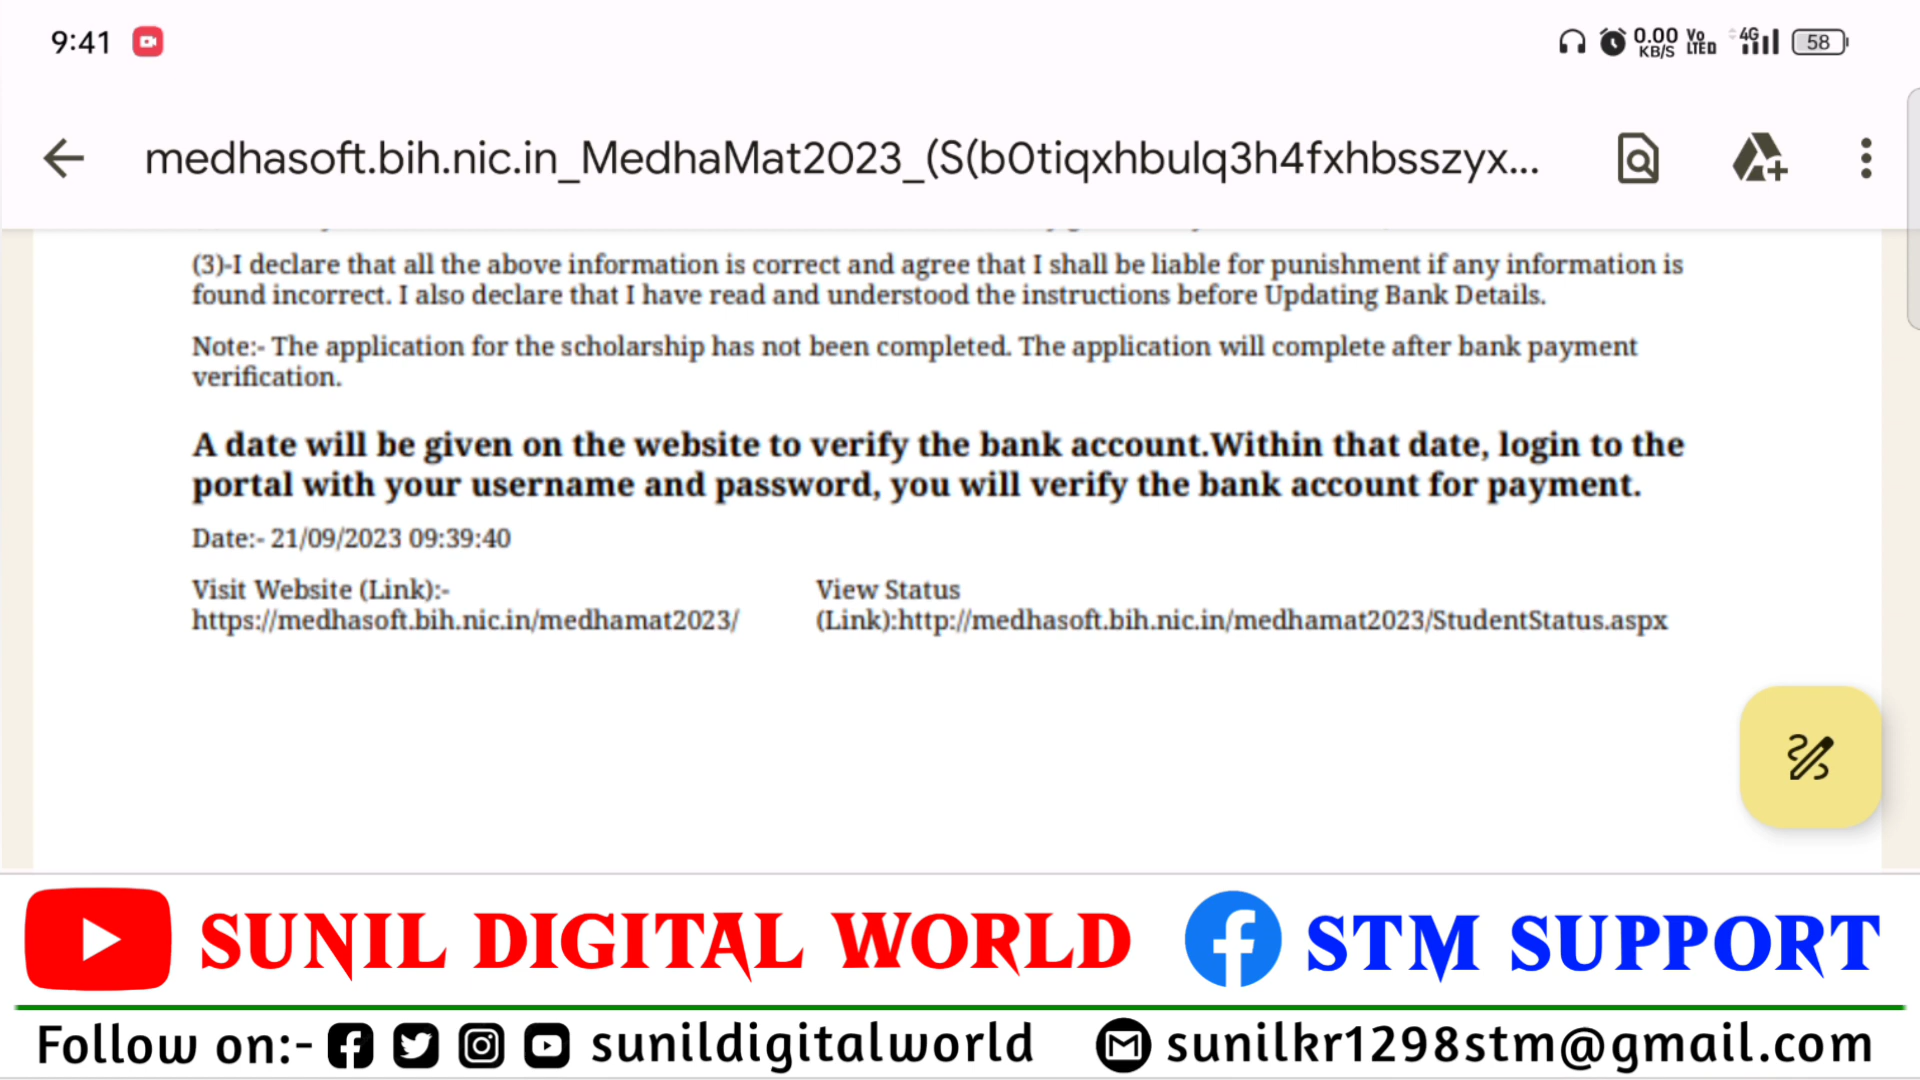 9:41
0.00 KB/S Vo LTE 4G 58
medhasoft.bih.nic.in_MedhaMat2023_(S(b0tiqxhbulq3h4fxhbsszyx...
(3)-I declare that all the above information is correct and agree that I shall be liable for punishment if any information is
found incorrect. I also declare that I have read and understood the instructions before Updating Bank Details.
Note:- The application for the scholarship has not been completed. The application will complete after bank payment
verification.
A date will be given on the website to verify the bank account.Within that date, login to the
portal with your username and password, you will verify the bank account for payment.
Date:- 21/09/2023 09:39:40
Visit Website (Link):-
https://medhasoft.bih.nic.in/medhamat2023/
View Status
(Link):http://medhasoft.bih.nic.in/medhamat2023/StudentStatus.aspx
SUNIL DIGITAL WORLD
STM SUPPORT
Follow on:- sunildigitalworld
sunilkr1298stm@gmail.com